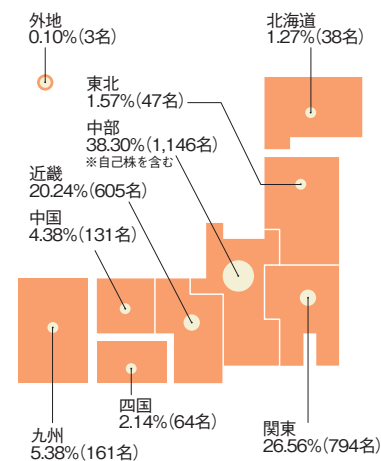 外地
0.10%(3名)
北海道
1.27%(38名)
東北
1.57%(47名)
中部
38.30%(1,146名)
※自己株を含む
近畿
20.24%(605名)
中国
4.38%(131名)
四国
2.14%(64名)
九州
5.38%(161名)
関東
26.56%(794名)